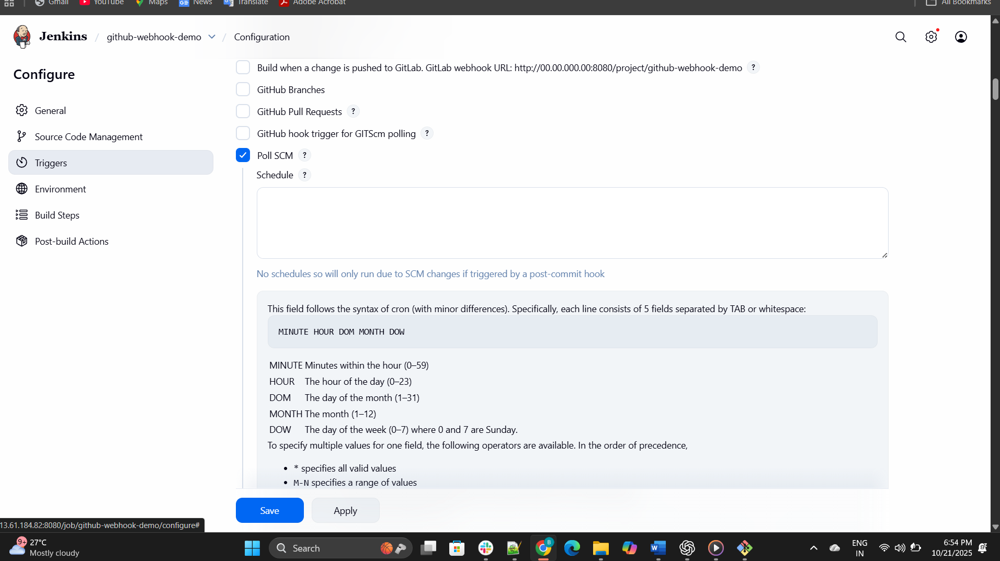 Gmail YouTube Maps News Translate Adobe Acrobat All Bookmarks
Jenkins / github-webhook-demo / Configuration
Configure
General
Source Code Management
Triggers
Environment
Build Steps
Post-build Actions
Build when a change is pushed to GitLab. GitLab webhook URL: http://00.00.000.00:8080/project/github-webhook-demo ?
GitHub Branches
GitHub Pull Requests ?
GitHub hook trigger for GITScm polling ?
Poll SCM ?
Schedule ?
No schedules so will only run due to SCM changes if triggered by a post-commit hook
This field follows the syntax of cron (with minor differences). Specifically, each line consists of 5 fields separated by TAB or whitespace:
MINUTE HOUR DOM MONTH DOW
MINUTE Minutes within the hour (0–59)
HOUR The hour of the day (0–23)
DOM The day of the month (1–31)
MONTH The month (1–12)
DOW The day of the week (0–7) where 0 and 7 are Sunday.
To specify multiple values for one field, the following operators are available. In the order of precedence,
• * specifies all valid values
• M-N specifies a range of values
Save Apply
13.61.184.82:8080/job/github-webhook-demo/configure#
9+ 27°C
Mostly cloudy
Search
B
ENG
IN
6:54 PM
10/21/2025